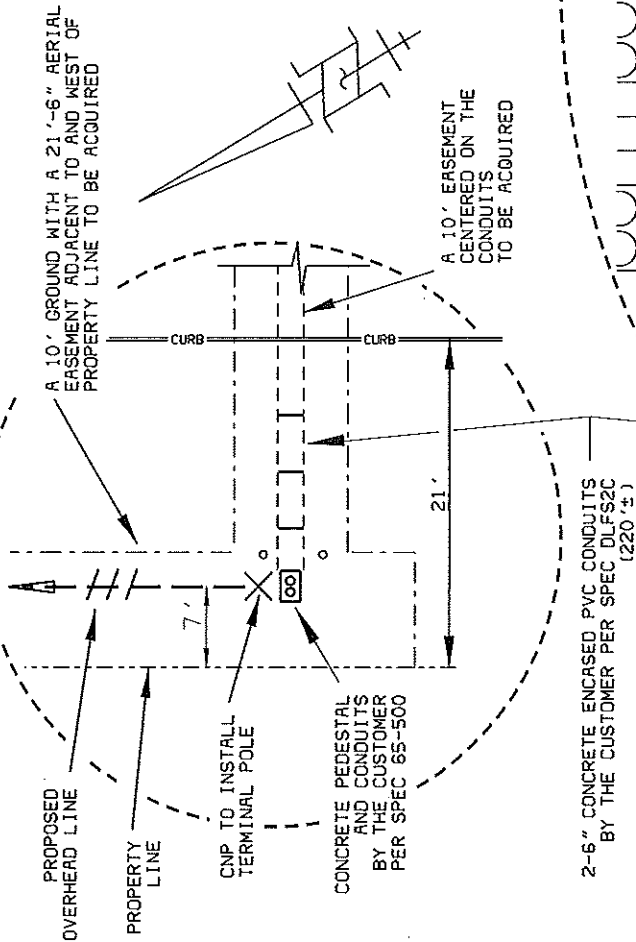 A 10' GROUND WITH A 21'-6" AERIAL
EASEMENT ADJACENT TO AND WEST OF
PROPERTY LINE TO BE ACQUIRED
PROPOSED
OVERHEAD LINE
PROPERTY
LINE
7'
CURB
CURB
CNP TO INSTALL
TERMINAL POLE
A 10' EASEMENT
CENTERED ON THE
CONDUITS
TO BE ACQUIRED
21'
CONCRETE PEDESTAL
AND CONDUITS
BY THE CUSTOMER
PER SPEC 65-500
2-6" CONCRETE ENCASED PVC CONDUITS
BY THE CUSTOMER PER SPEC DLFS2C
(220'±)